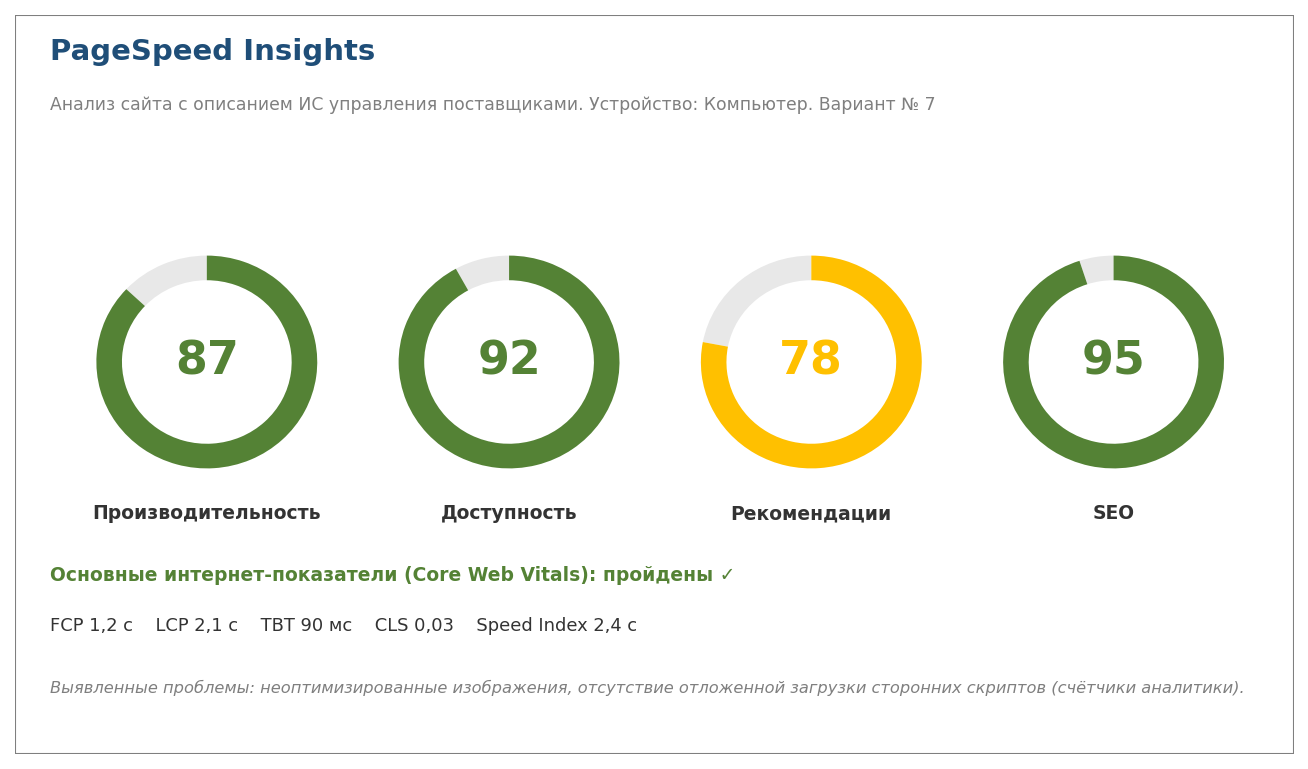 PageSpeed Insights
Анализ сайта с описанием ИС управления поставщиками. Устройство: Компьютер. Вариант № 7
87
92
78
95
Производительность
Доступность
Рекомендации
SEO
Основные интернет-показатели (Core Web Vitals): пройдены ✓
FCP 1,2 с LCP 2,1 с TBT 90 мс CLS 0,03 Speed Index 2,4 с
Выявленные проблемы: неоптимизированные изображения, отсутствие отложенной загрузки сторонних скриптов (счётчики аналитики).